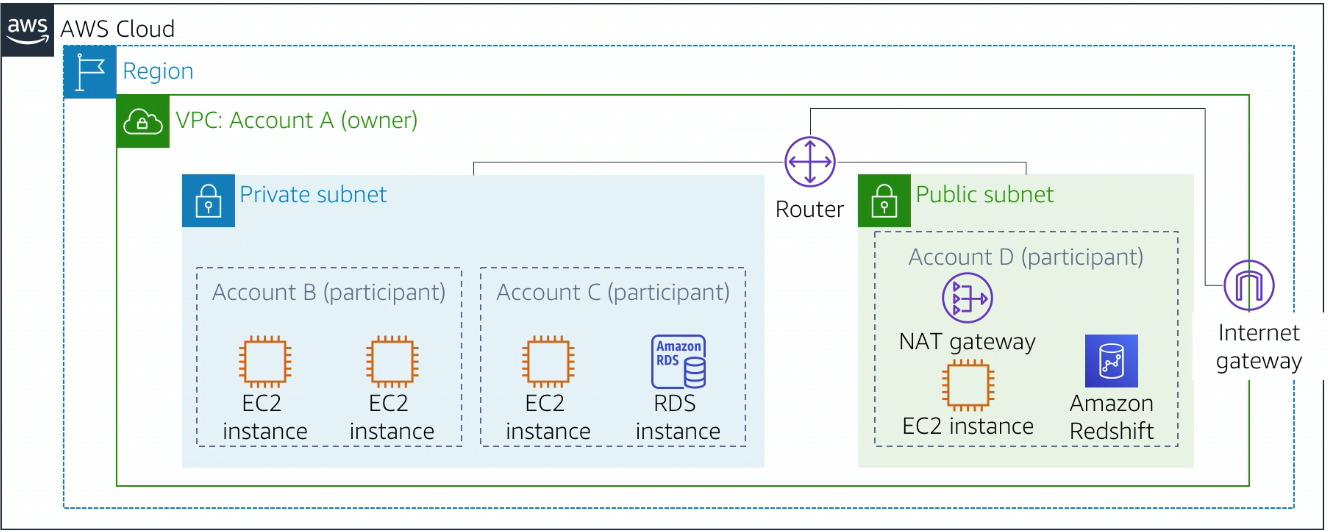 aws
AWS Cloud
Region
VPC: Account A (owner)
Private subnet
Router
Public subnet
Account B (participant)
EC2
instance
EC2
instance
Account C (participant)
EC2
instance
Amazon
RDS
RDS
instance
Account D (participant)
NAT gateway
EC2 instance
Amazon
Redshift
Internet
gateway